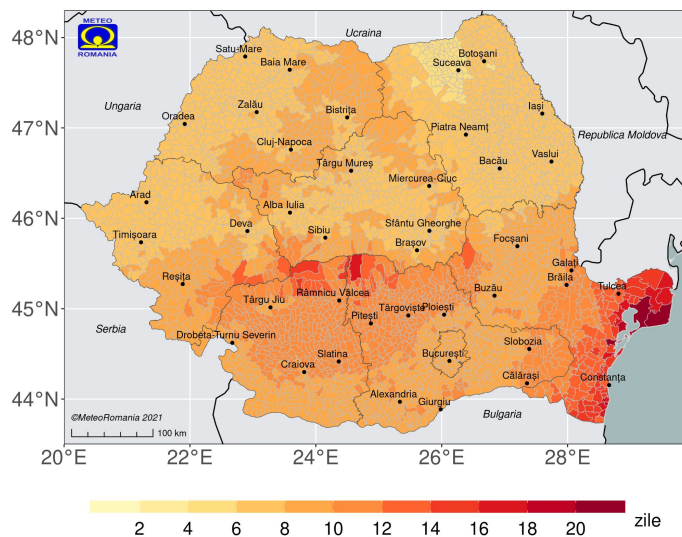 METEO
ROMANIA
48°N
47°N
46°N
45°N
44°N
Ucraina
Satu-Mare
Baia Mare
Botoșani
Suceava
Ungaria
Zalău
Bistrița
Iași
Oradea
Republica Moldova
Piatra Neamț
Cluj-Napoca
Vaslui
Târgu Mureș
Bacău
Miercurea-Ciuc
Arad
Alba Iulia
Deva
Sibiu
Sfântu Gheorghe
Timișoara
Brașov
Focșani
Galați
Reșița
Brăila
Tulcea
Râmnicu Vâlcea
Buzău
Târgu Jiu
Târgoviște
Ploiești
Pitești
Serbia
Drobeta-Turnu Severin
Slatina
București
Slobozia
Craiova
Călărași
Constanța
Alexandria
Giurgiu
Bulgaria
©MeteoRomania 2021
100 km
20°E
22°E
24°E
26°E
28°E
2 4 6 8 10 12 14 16 18 20 zile